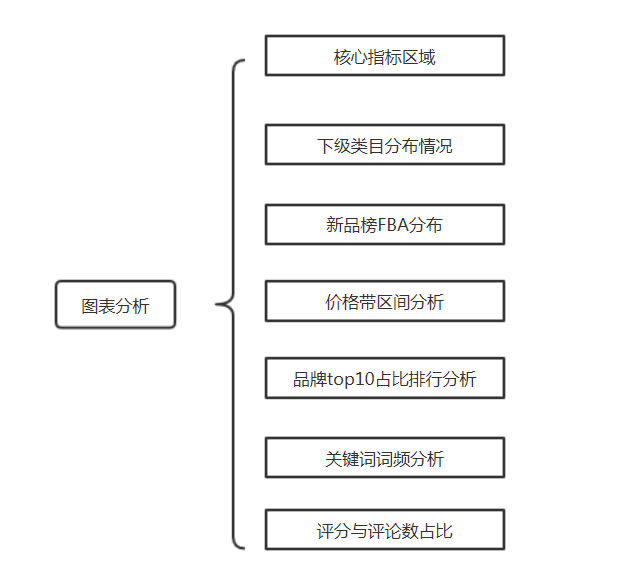 核心指标区域
下级类目分布情况
新品榜FBA分布
图表分析
价格带区间分析
品牌top10占比排行分析
关键词词频分析
评分与评论数占比